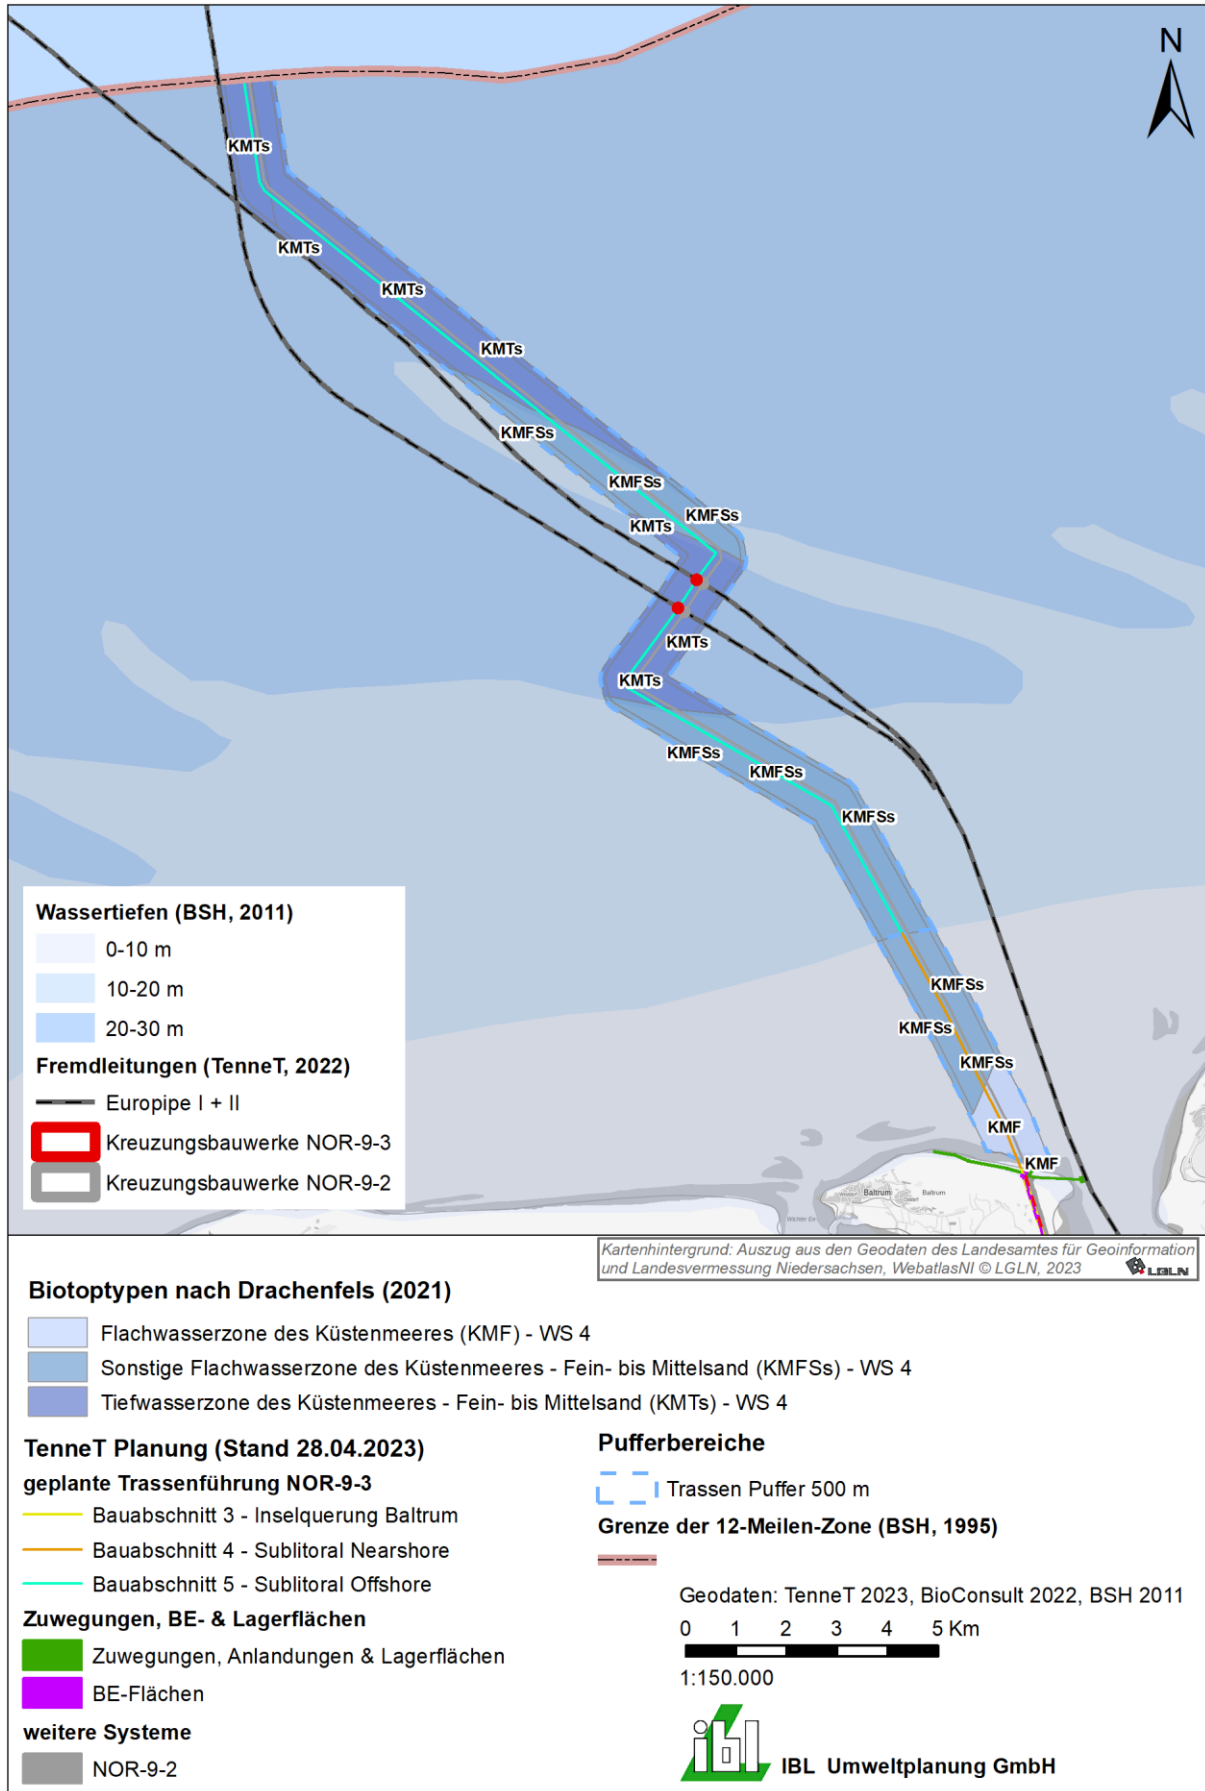 N
KMTs
KMTs
KMTs
KMTs
KMFSs
KMFSs
KMFSs
KMTs
KMTs
KMTs
KMFSs
KMFSs
KMFSs
KMFSs
KMFSs
KMFSs
KMF
KMF
Baltrum
Baltrum
Wassertiefen (BSH, 2011)
0-10 m
10-20 m
20-30 m
Fremdleitungen (TenneT, 2022)
Europipe I + II
Kreuzungsbauwerke NOR-9-3
Kreuzungsbauwerke NOR-9-2
Kartenhintergrund: Auszug aus den Geodaten des Landesamtes für Geoinformation
und Landesvermessung Niedersachsen, WebatlasNI © LGLN, 2023
LGLN
Biotoptypen nach Drachenfels (2021)
Flachwasserzone des Küstenmeeres (KMF) - WS 4
Sonstige Flachwasserzone des Küstenmeeres - Fein- bis Mittelsand (KMFSs) - WS 4
Tiefwasserzone des Küstenmeeres - Fein- bis Mittelsand (KMTs) - WS 4
TenneT Planung (Stand 28.04.2023)
geplante Trassenführung NOR-9-3
Bauabschnitt 3 - Inselquerung Baltrum
Bauabschnitt 4 - Sublitoral Nearshore
Bauabschnitt 5 - Sublitoral Offshore
Zuwegungen, BE- & Lagerflächen
Zuwegungen, Anlandungen & Lagerflächen
BE-Flächen
weitere Systeme
NOR-9-2
Pufferbereiche
Trassen Puffer 500 m
Grenze der 12-Meilen-Zone (BSH, 1995)
Geodaten: TenneT 2023, BioConsult 2022, BSH 2011
0 1 2 3 4 5 Km
1:150.000
ibl IBL Umweltplanung GmbH